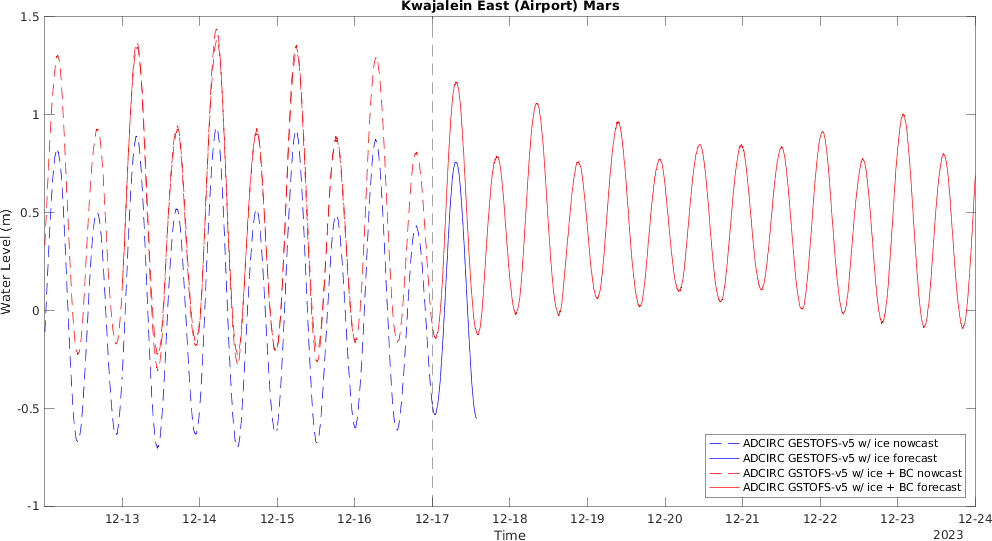 Kwajalein East (Airport) Mars
1.5
1
0.5
0
-0.5
-1
Water Level (m)
12-13 12-14 12-15 12-16 12-17 12-18 12-19 12-20 12-21 12-22 12-23 12-24
Time
2023
ADCIRC GESTOFS-v5 w/ ice nowcast
ADCIRC GESTOFS-v5 w/ ice forecast
ADCIRC GSTOFS-v5 w/ ice + BC nowcast
ADCIRC GSTOFS-v5 w/ ice + BC forecast